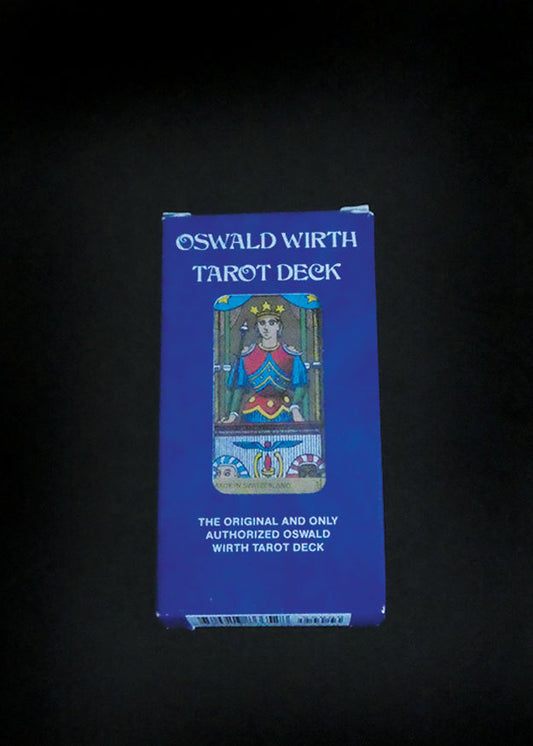 OSWALD WIRTH
TAROT DECK
MADE IN SWITZERLAND
THE ORIGINAL AND ONLY
AUTHORIZED OSWALD
WIRTH TAROT DECK